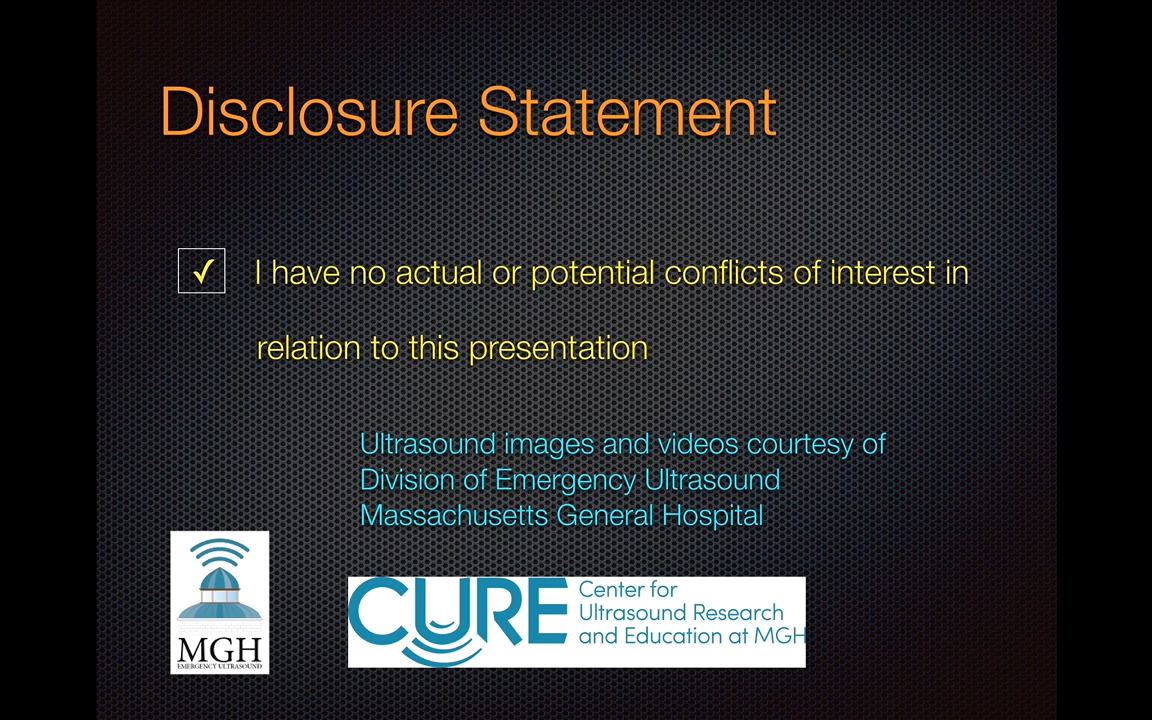 Disclosure Statement
✓ I have no actual or potential conflicts of interest in
relation to this presentation
Ultrasound images and videos courtesy of
Division of Emergency Ultrasound
Massachusetts General Hospital
MGH
EMERGENCY ULTRASOUND
CURE
Center for
Ultrasound Research
and Education at MGH